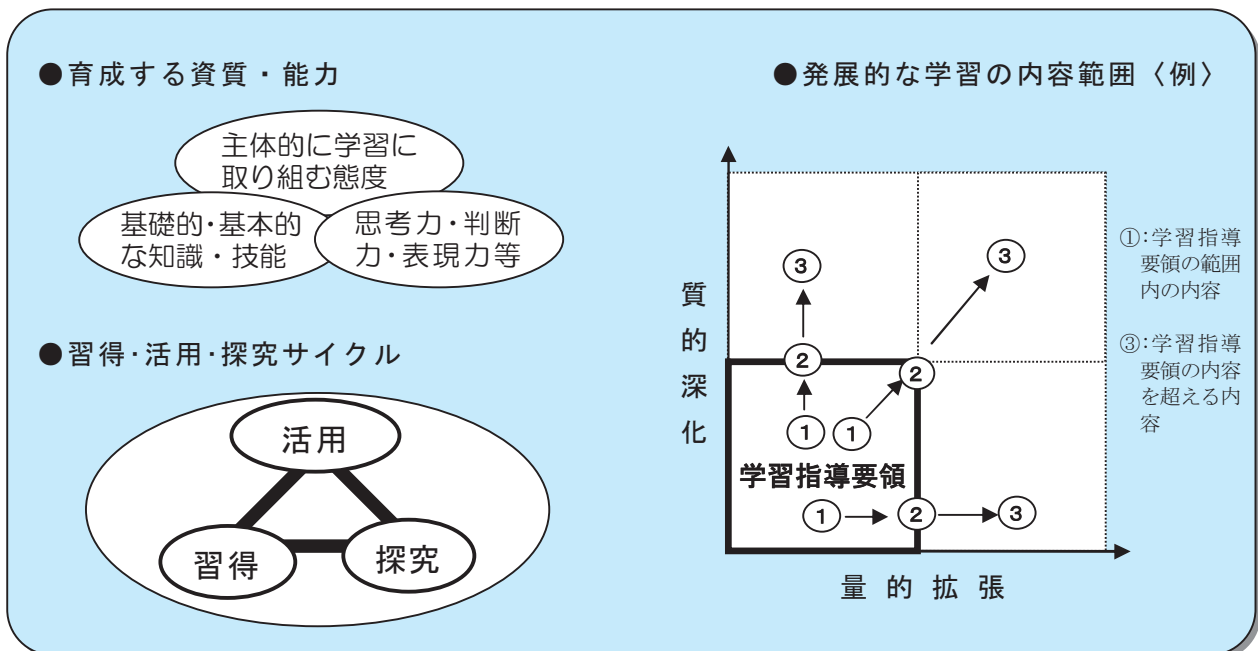 ●育成する資質・能力
主体的に学習に
取り組む態度
基礎的･基本的
な知識・技能
思考力･判断
力･表現力等
●習得･活用･探究サイクル
活用
習得
探究
●発展的な学習の内容範囲〈例〉
質的深化
③
③
②
②
①
①
学習指導要領
①
②
③
量的拡張
①:学習指導
要領の範囲
内の内容
③:学習指導
要領の内容
を超える内
容